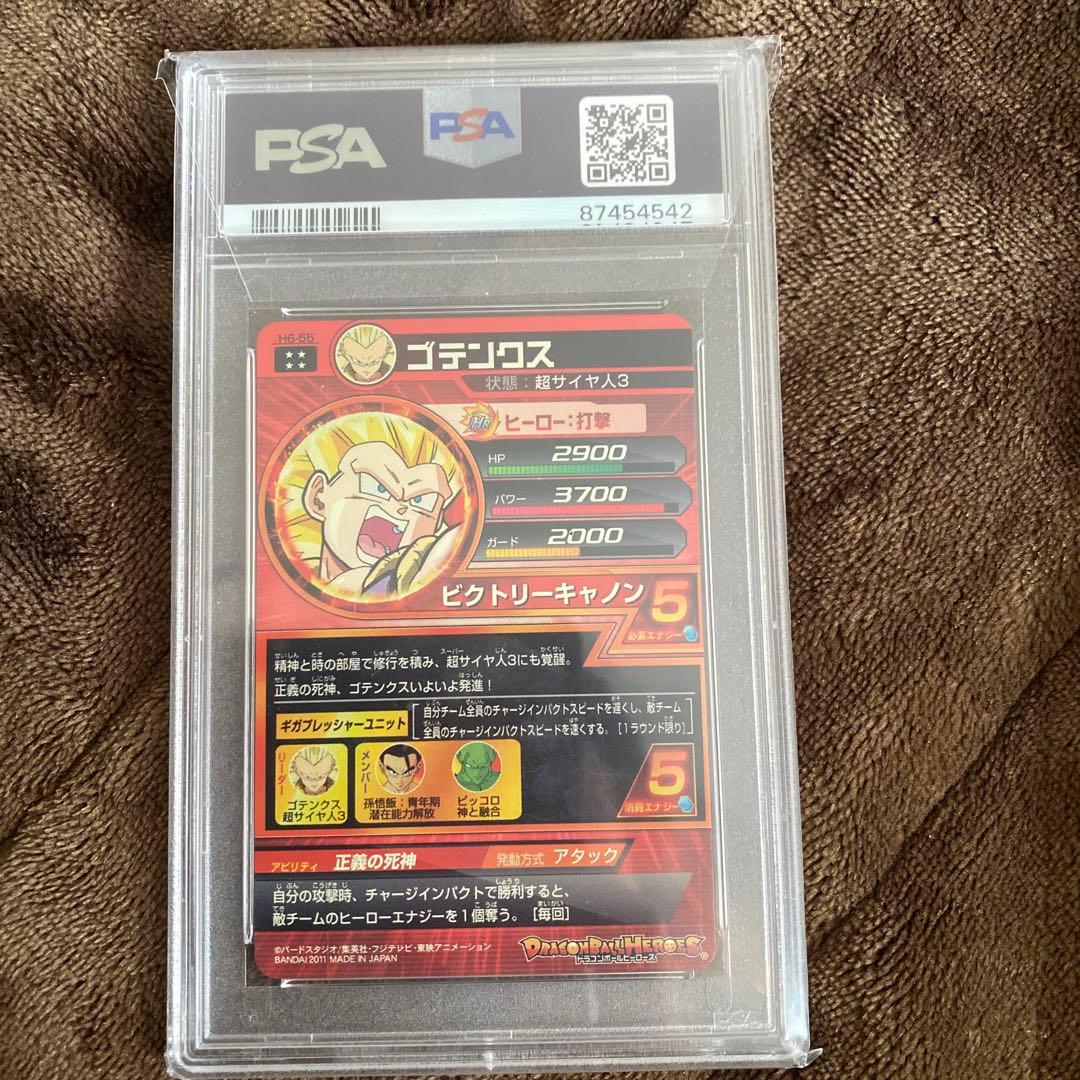 PSA
PSA
87454542
H6-55
ゴテンクス
状態：超サイヤ人3
HR ヒーロー：打撃
HP 2900
パワー 3700
ガード 2000
ビクトリーキャノン 5
必要エナジー
精神と時の部屋で修行を積み、超サイヤ人3にも覚醒。
正義の死神、ゴテンクスいよいよ発進！
ギガプレッシャーユニット
自分チーム全員のチャージインパクトスピードを遅くし、敵チーム
全員のチャージインパクトスピードを速くする。［1ラウンド限り］
リーダー
ゴテンクス
超サイヤ人3
メンバー
孫悟飯：青年期
潜在能力解放
ピッコロ
神と融合
5
消費エナジー
アビリティ 正義の死神 発動方式 アタック
自分の攻撃時、チャージインパクトで勝利すると、
敵チームのヒーローエナジーを1個奪う。［毎回］
©バードスタジオ/集英社・フジテレビ・東映アニメーション
BANDAI 2011 MADE IN JAPAN
DRAGONBALL HEROES
ドラゴンボールヒーローズ
®
PSA